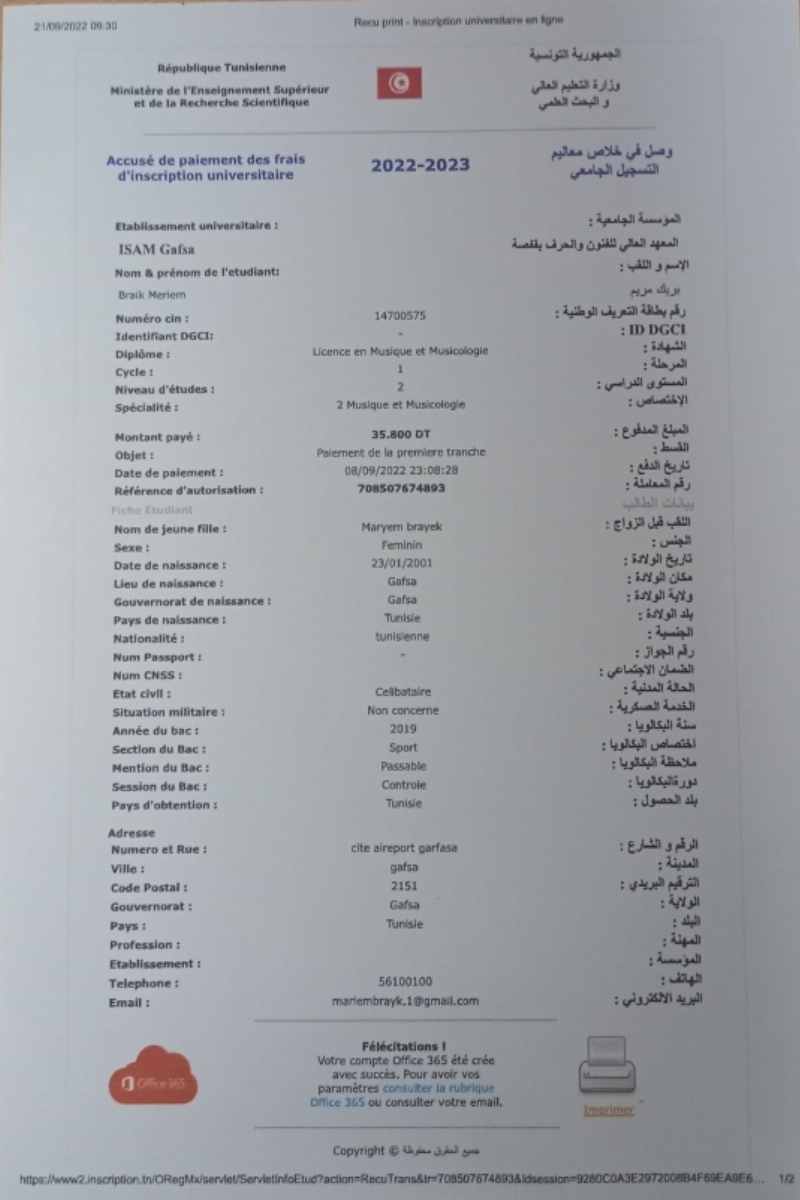 21/09/2022 09:30
Recu print - Inscription universitaire en ligne
République Tunisienne
الجمهورية التونسية
Ministère de l'Enseignement Supérieur
et de la Recherche Scientifique
وزارة التعليم العالي
و البحث العلمي
Accusé de paiement des frais
d'inscription universitaire
2022-2023
وصل في خلاص معاليم
التسجيل الجامعي
Etablissement universitaire :
المؤسسة الجامعية :
ISAM Gafsa
المعهد العالي للفنون والحرف بقفصة
Nom & prénom de l'etudiant:
الإسم و اللقب :
Braik Meriem
بريك مريم
Numéro cin : 14700575 رقم بطاقة التعريف الوطنية :
Identifiant DGCI: - ID DGCI :
Diplôme : Licence en Musique et Musicologie الشهادة :
Cycle : 1 المرحلة :
Niveau d'études : 2 المستوى الدراسي :
Spécialité : 2 Musique et Musicologie الإختصاص :
Montant payé : 35.800 DT المبلغ المدفوع :
Objet : Paiement de la premiere tranche القسط :
Date de paiement : 08/09/2022 23:08:28 تاريخ الدفع :
Référence d'autorisation : 708507674893 رقم المعاملة :
Fiche Etudiant بيانات الطالب
Nom de jeune fille : Maryem brayek اللقب قبل الزواج :
Sexe : Feminin الجنس :
Date de naissance : 23/01/2001 تاريخ الولادة :
Lieu de naissance : Gafsa مكان الولادة :
Gouvernorat de naissance : Gafsa ولاية الولادة :
Pays de naissance : Tunisie بلد الولادة :
Nationalité : tunisienne الجنسية :
Num Passport : - رقم الجواز :
Num CNSS : الضمان الاجتماعي :
Etat civil : Celibataire الحالة المدنية :
Situation militaire : Non concerne الخدمة العسكرية :
Année du bac : 2019 سنة البكالويا :
Section du Bac : Sport اختصاص البكالويا :
Mention du Bac : Passable ملاحظة البكالويا :
Session du Bac : Controle دورةالبكالويا :
Pays d'obtention : Tunisie بلد الحصول :
Adresse
Numero et Rue : cite aireport garfasa الرقم و الشارع :
Ville : gafsa المدينة :
Code Postal : 2151 الترقيم البريدي :
Gouvernorat : Gafsa الولاية :
Pays : Tunisie البلد :
Profession : المهنة :
Etablissement : المؤسسة :
Telephone : 56100100 الهاتف :
Email : mariembrayk.1@gmail.com البريد الالكتروني :
Office 365
Félécitations !
Votre compte Office 365 été crée
avec succès. Pour avoir vos
paramètres consulter la rubrique
Office 365 ou consulter votre email.
Imprimer
Copyright © جميع الحقوق محفوظة
https://www2.inscription.tn/ORegMx/servlet/ServletInfoEtud?action=RecuTrans&tr=708507674893&Idsession=9280C0A3E2972008B4F69EA9E6... 1/2